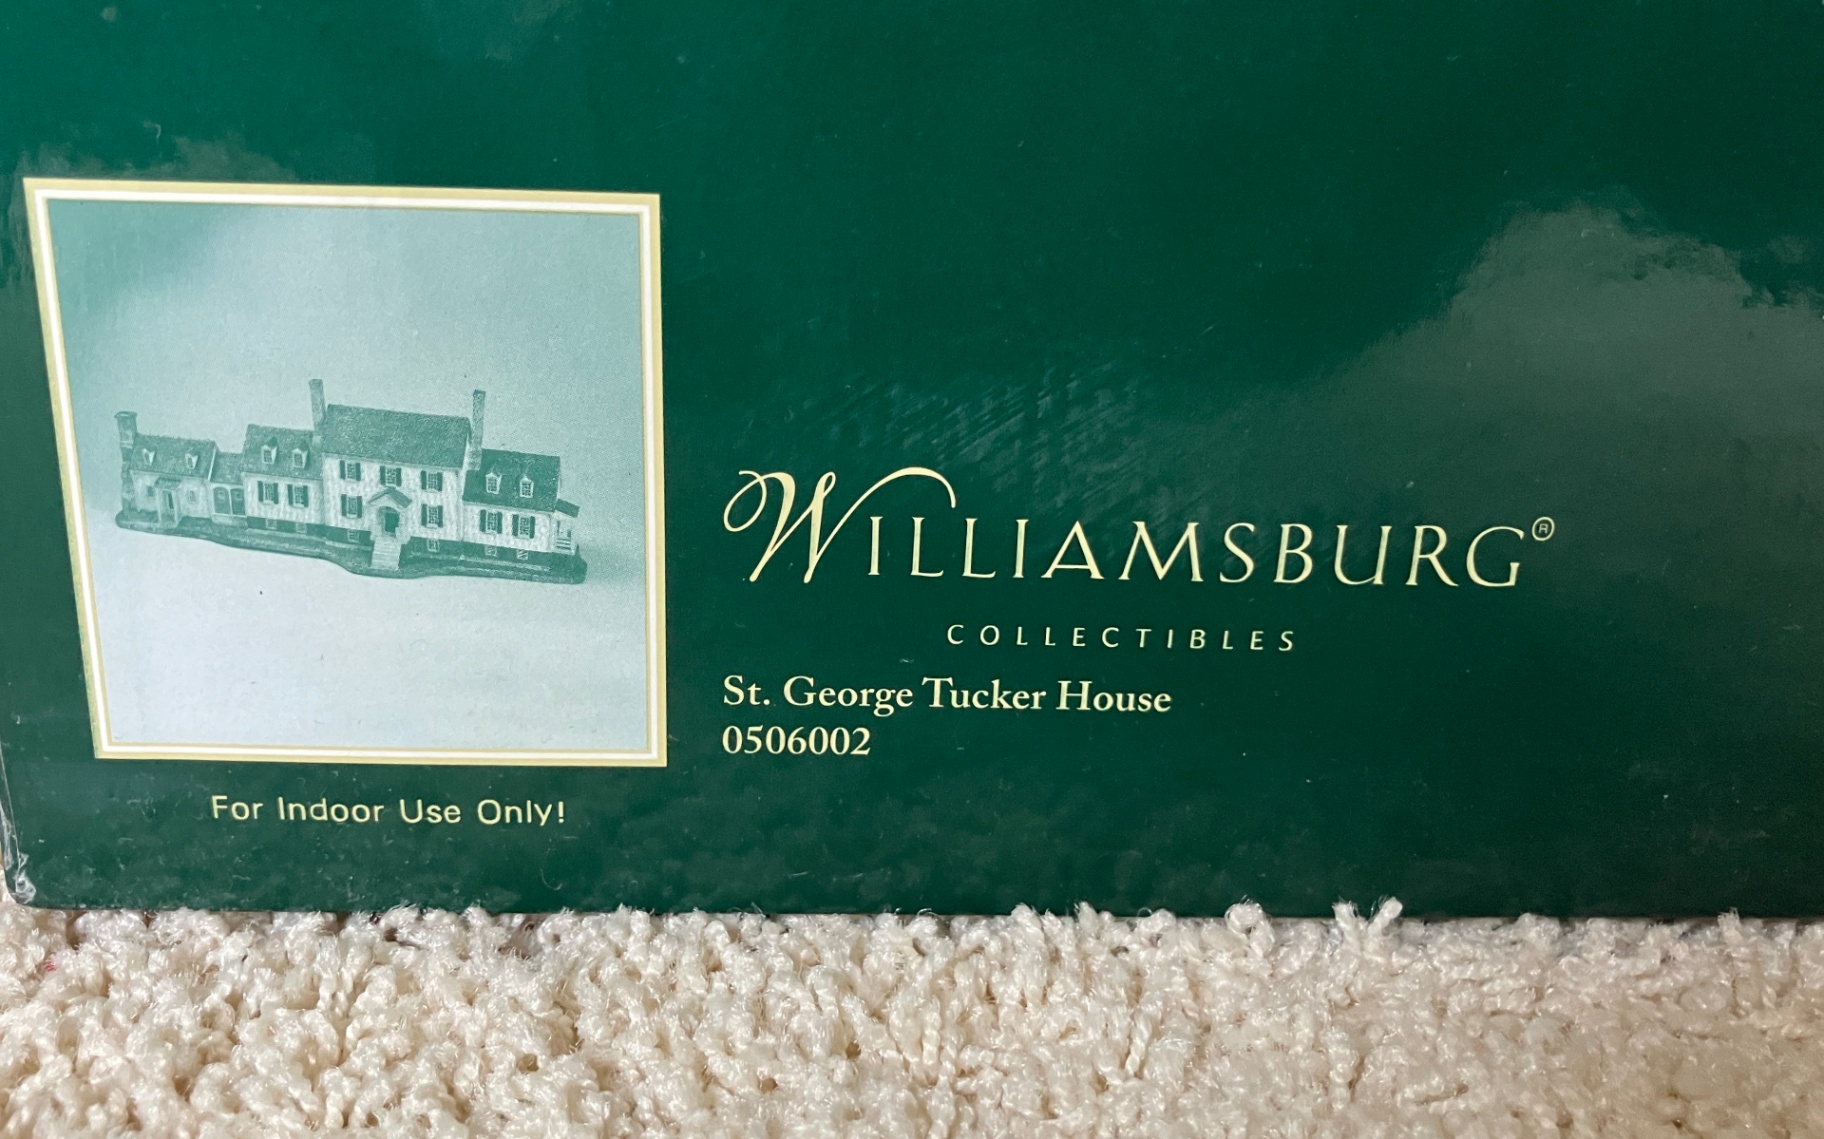 WILLIAMSBURG®
COLLECTIBLES
St. George Tucker House
0506002
For Indoor Use Only!